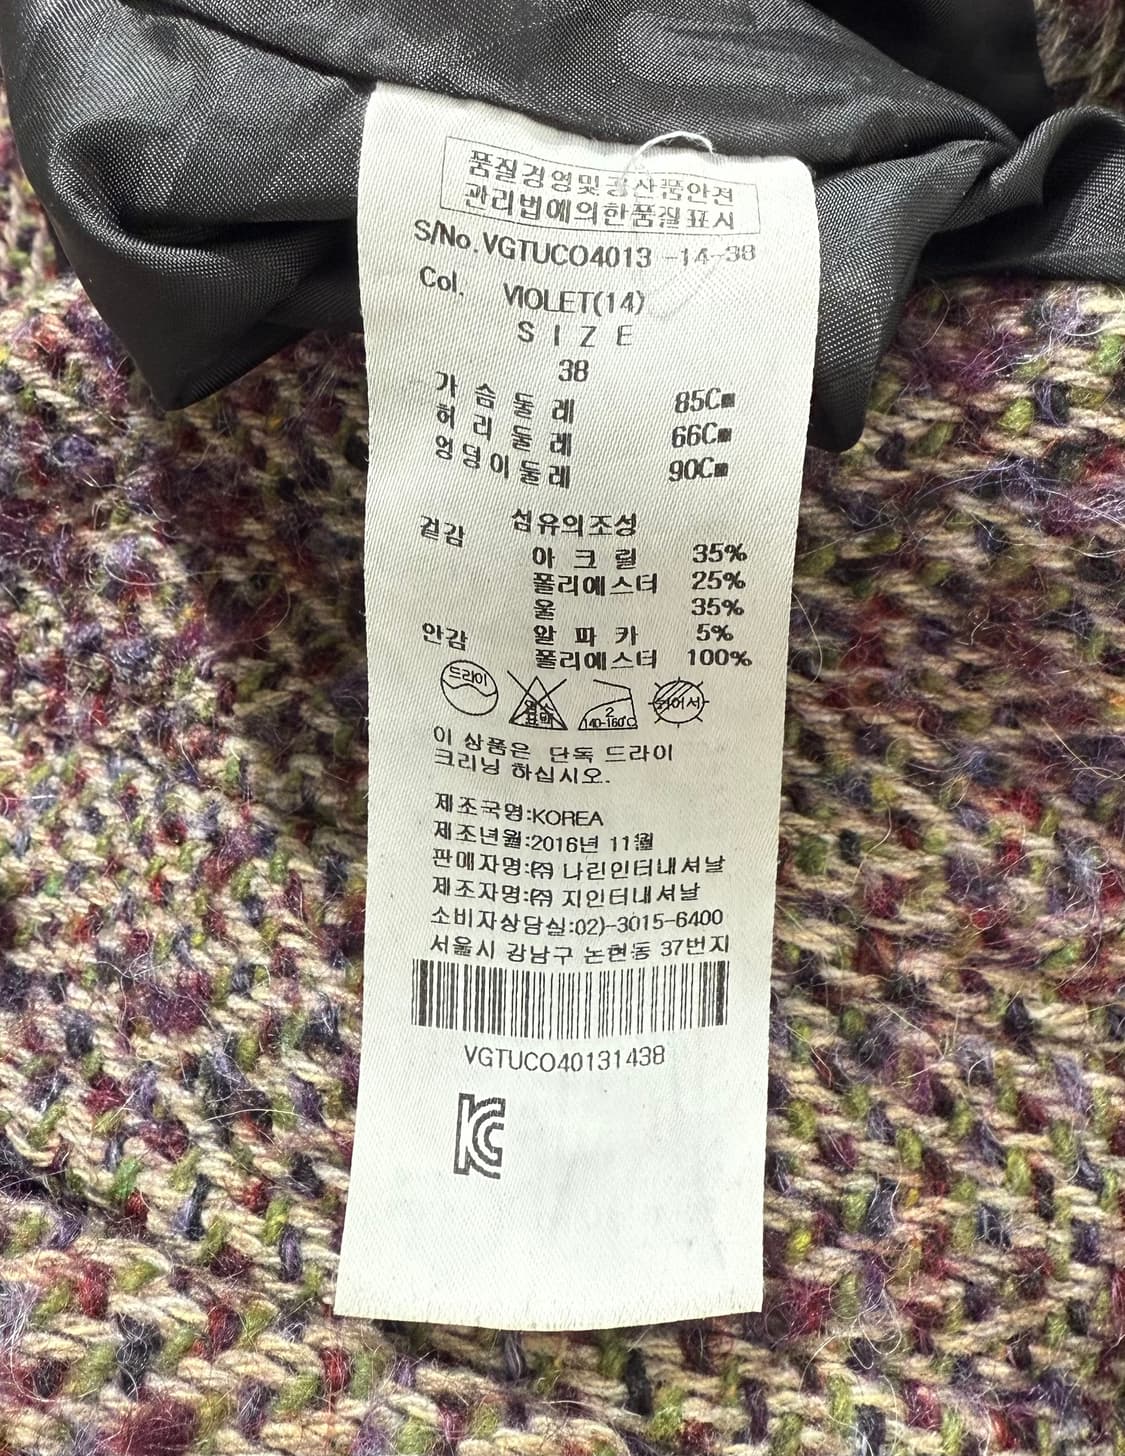 품질경영및공산품안전
관리법에의한품질표시
S/No.VGTUCO4013 -14-38
Col. VIOLET(14)
SIZE
38
가슴둘레 85Cm
허리둘레 66Cm
엉덩이둘레 90Cm
섬유의조성
겉감
아크릴 35%
폴리에스터 25%
울 35%
안감 알파카 5%
폴리에스터 100%
드라이
염소
표백
2
140-160℃
이 상품은 단독 드라이
크리닝 하십시오.
제조국명:KOREA
제조년월:2016년 11월
판매자명:㈜ 나린인터내셔날
제조자명:㈜ 지인터내셔날
소비자상담실:02)-3015-6400
서울시 강남구 논현동 37번지
VGTUCO40131438
KC